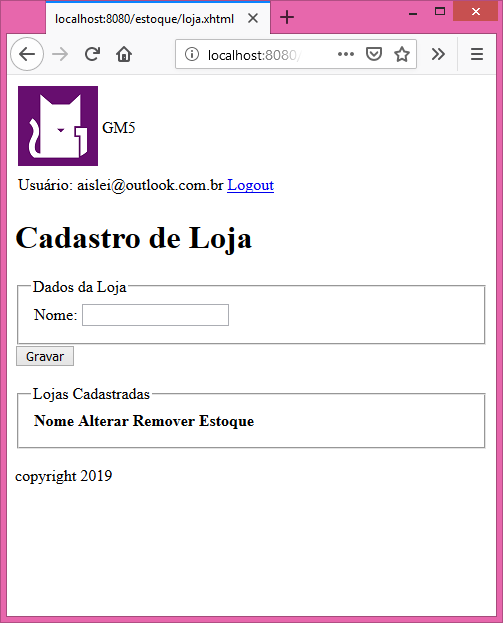 localhost:8080/estoque/loja.xhtml
localhost:8080/
GM5
Usuário: aislei@outlook.com.br Logout
Cadastro de Loja
Dados da Loja
Nome:
Gravar
Lojas Cadastradas
Nome Alterar Remover Estoque
copyright 2019